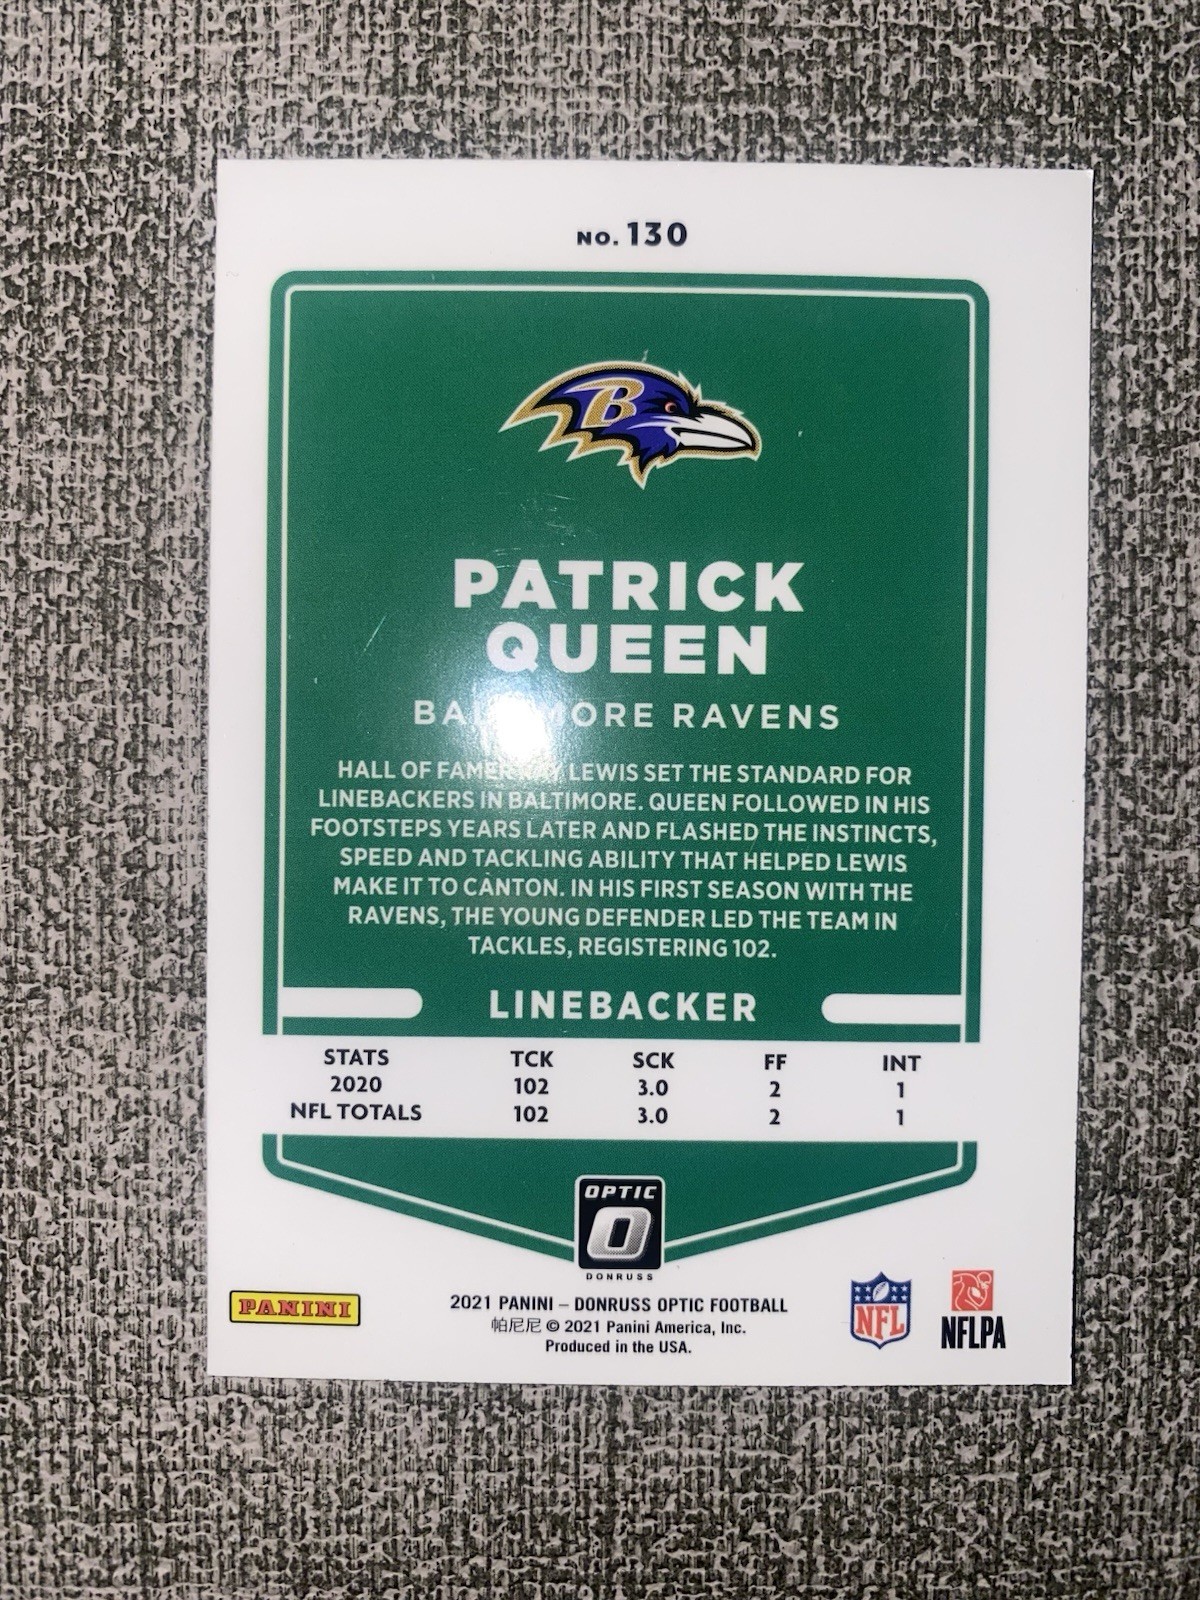 NO. 130
B
PATRICK
QUEEN
BALTIMORE RAVENS
HALL OF FAMER RAY LEWIS SET THE STANDARD FOR
LINEBACKERS IN BALTIMORE. QUEEN FOLLOWED IN HIS
FOOTSTEPS YEARS LATER AND FLASHED THE INSTINCTS,
SPEED AND TACKLING ABILITY THAT HELPED LEWIS
MAKE IT TO CANTON. IN HIS FIRST SEASON WITH THE
RAVENS, THE YOUNG DEFENDER LED THE TEAM IN
TACKLES, REGISTERING 102.
LINEBACKER
STATS TCK SCK FF INT
2020 102 3.0 2 1
NFL TOTALS 102 3.0 2 1
OPTIC
O
DONRUSS
PANINI
2021 PANINI – DONRUSS OPTIC FOOTBALL
帕尼尼 © 2021 Panini America, Inc.
Produced in the USA.
NFL
NFLPA